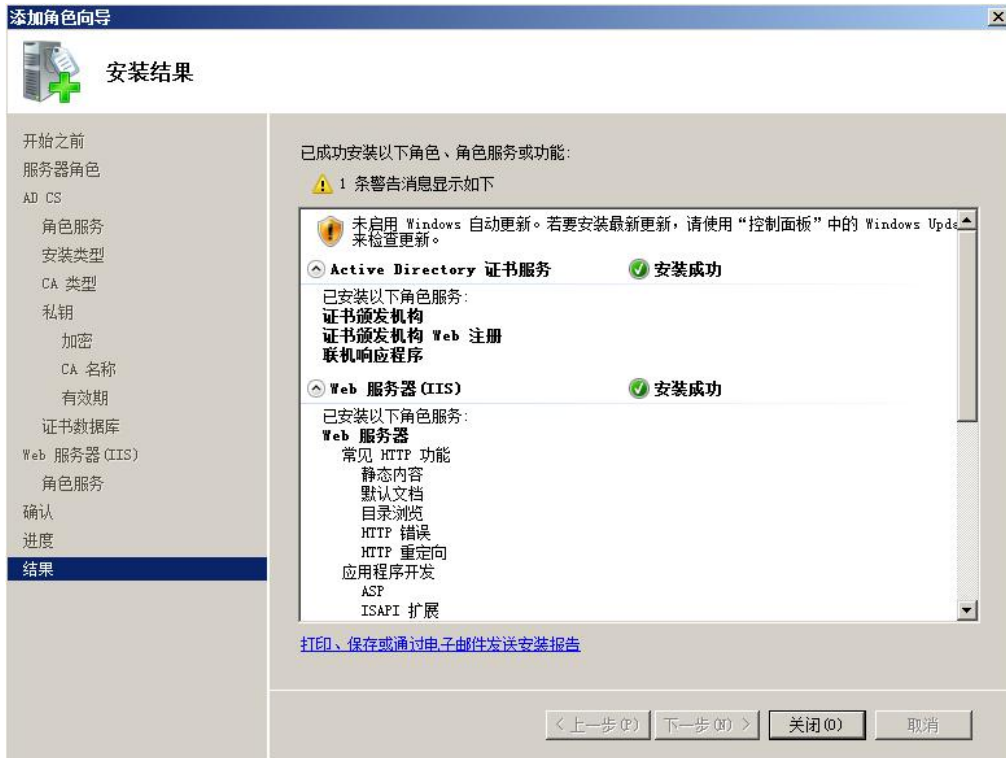 添加角色向导
安装结果
开始之前
服务器角色
AD CS
角色服务
安装类型
CA 类型
私钥
加密
CA 名称
有效期
证书数据库
Web 服务器(IIS)
角色服务
确认
进度
结果
已成功安装以下角色、角色服务或功能:
1 条警告消息显示如下
未启用 Windows 自动更新。若要安装最新更新，请使用“控制面板”中的 Windows Upda
来检查更新。
Active Directory 证书服务 安装成功
已安装以下角色服务:
证书颁发机构
证书颁发机构 Web 注册
联机响应程序
Web 服务器(IIS) 安装成功
已安装以下角色服务:
Web 服务器
常见 HTTP 功能
静态内容
默认文档
目录浏览
HTTP 错误
HTTP 重定向
应用程序开发
ASP
ISAPI 扩展
打印、保存或通过电子邮件发送安装报告
< 上一步(P) 下一步(N) > 关闭(O) 取消